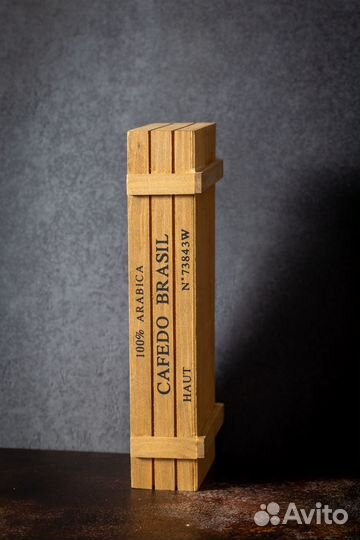 100% ARABICA
CAFEDO BRASIL
HAUT N°73843W
Avito